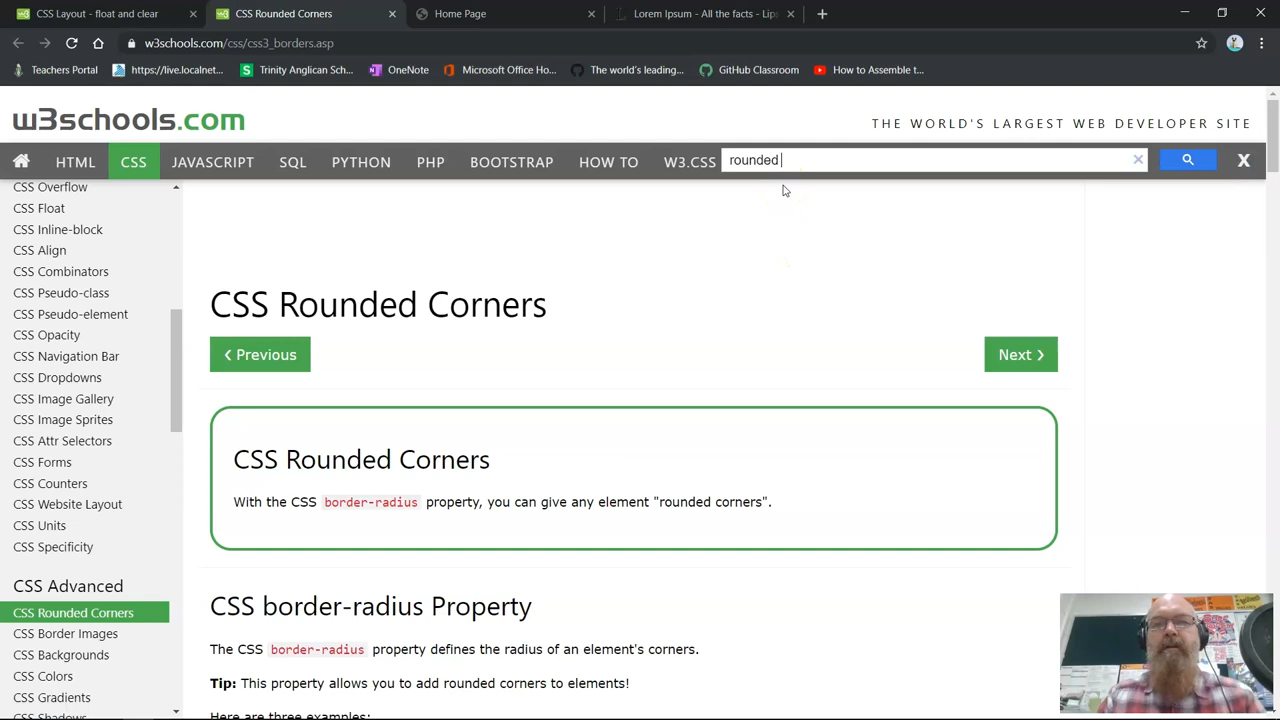 CSS Layout - float and clear
CSS Rounded Corners
Home Page
Lorem Ipsum - All the facts - Lips
w3schools.com/css/css3_borders.asp
Teachers Portal
https://live.localnet...
Trinity Anglican Sch...
OneNote
Microsoft Office Ho...
The world's leading...
GitHub Classroom
How to Assemble t...
w3schools.com
THE WORLD'S LARGEST WEB DEVELOPER SITE
HTML CSS JAVASCRIPT SQL PYTHON PHP BOOTSTRAP HOW TO W3.CSS rounded X
CSS Overflow
CSS Float
CSS Inline-block
CSS Align
CSS Combinators
CSS Pseudo-class
CSS Pseudo-element
CSS Opacity
CSS Navigation Bar
CSS Dropdowns
CSS Image Gallery
CSS Image Sprites
CSS Attr Selectors
CSS Forms
CSS Counters
CSS Website Layout
CSS Units
CSS Specificity
CSS Advanced
CSS Rounded Corners
CSS Border Images
CSS Backgrounds
CSS Colors
CSS Gradients
CSS Shadows
CSS Rounded Corners
❮ Previous
Next ❯
CSS Rounded Corners
With the CSS border-radius property, you can give any element "rounded corners".
CSS border-radius Property
The CSS border-radius property defines the radius of an element's corners.
Tip: This property allows you to add rounded corners to elements!
Here are three examples: